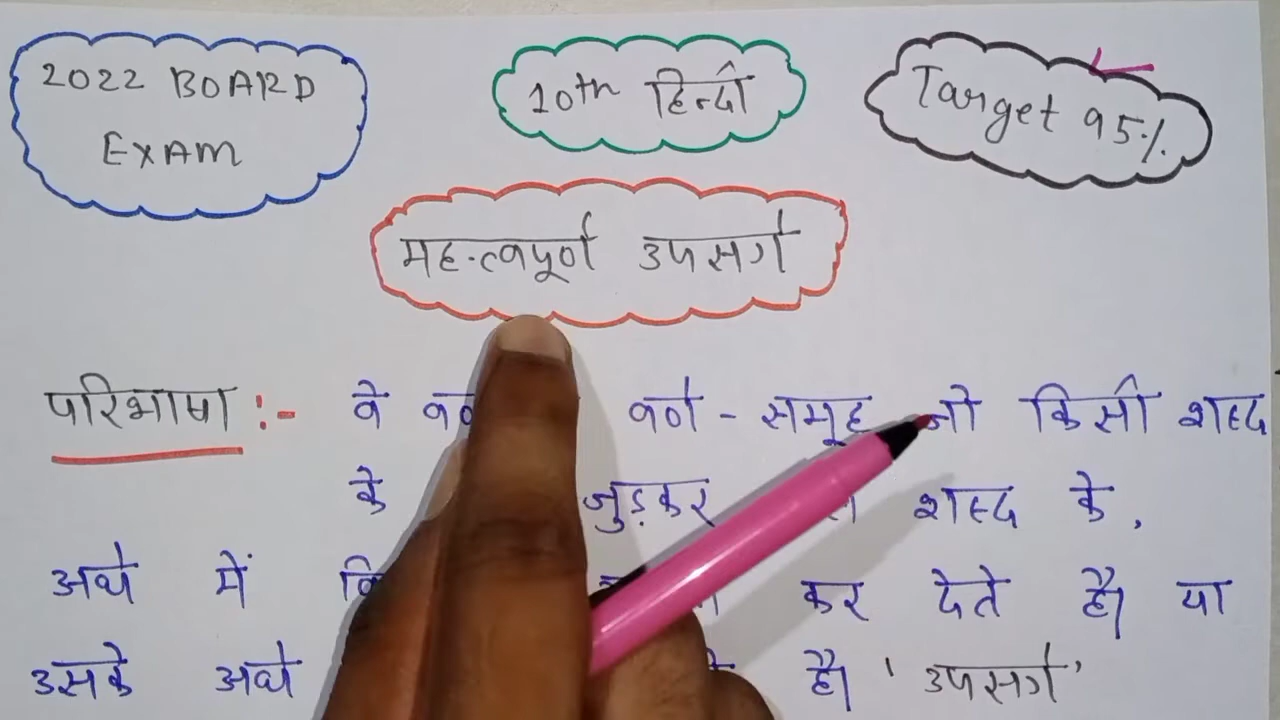 2022 BOARD EXAM
10th हिन्दी
Target 95%
महत्वपूर्ण उपसर्ग
परिभाषा :- वे वर्ण - समूह जो किसी शब्द
के जुड़कर शब्द के,
अर्थ में कर देते है। या
उसके अर्थ है। 'उपसर्ग'